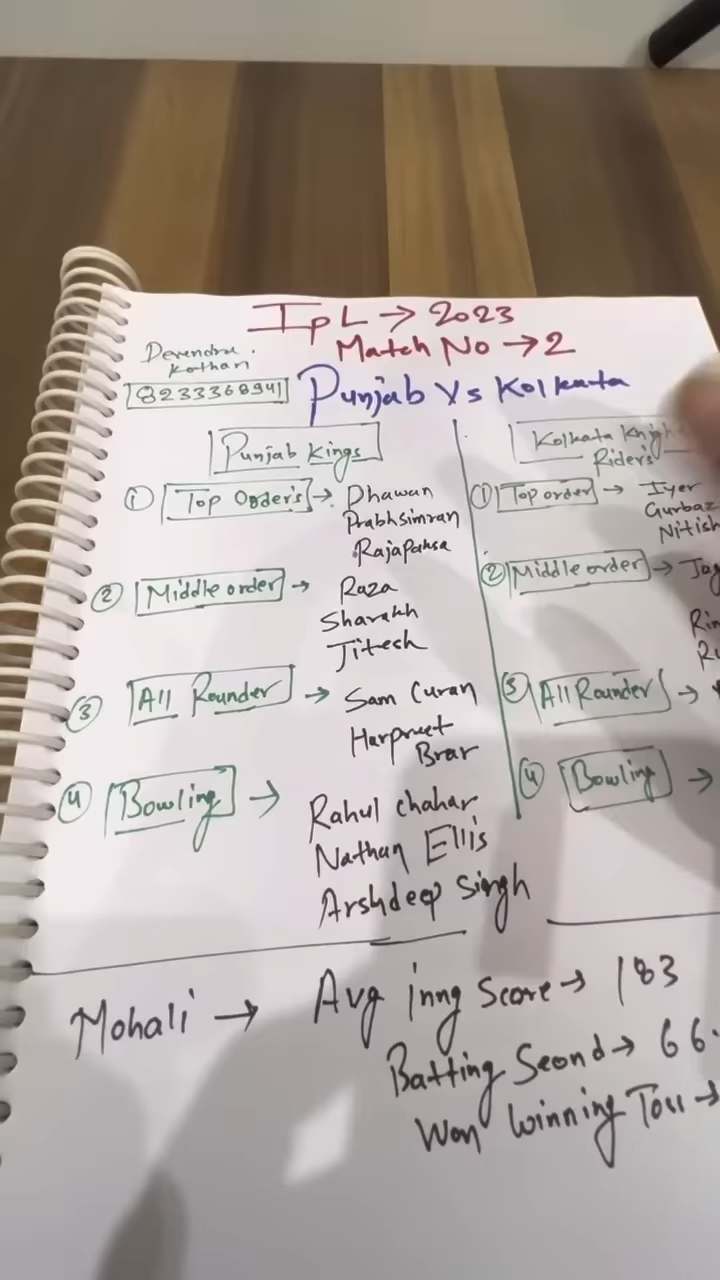 IPL → 2023
Match No → 2
Devendra
Kothari
8233368941
Punjab Vs Kolkata
Punjab Kings
① Top Order's → Dhawan
Prabhsimran
Rajapaksa
② Middle order → Raza
Sharukh
Jitesh
③ All Rounder → Sam Curan
Harpreet
Brar
④ Bowling → Rahul Chahar
Nathan Ellis
Arshdeep Singh
Kolkata
Rider's
① Top order → Iyer
Gurbaz
Nitish
② Middle order →
③ All Rounder →
④ Bowling →
Mohali → Avg inng Score → 183
Batting Seond → 66.
Won Winning Toss →